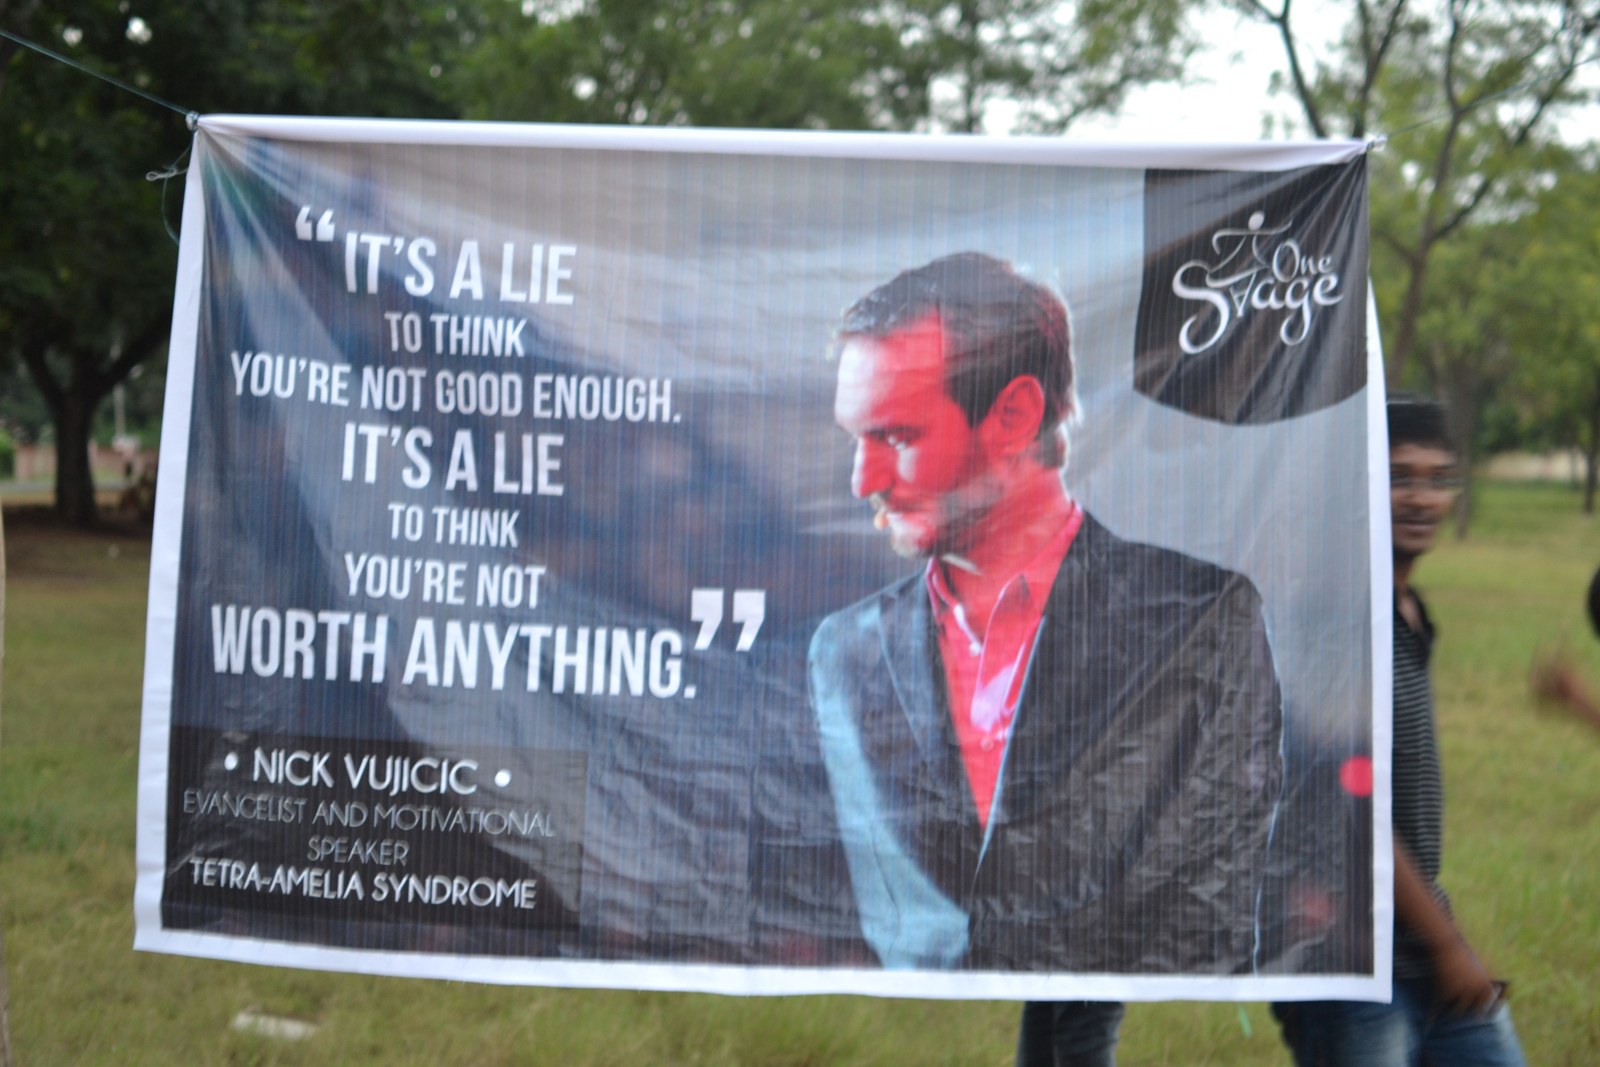 “IT’S A LIE
TO THINK
YOU’RE NOT GOOD ENOUGH.
IT’S A LIE
TO THINK
YOU’RE NOT
WORTH ANYTHING.”
• NICK VUJICIC •
EVANGELIST AND MOTIVATIONAL
SPEAKER
TETRA-AMELIA SYNDROME
One
Stage